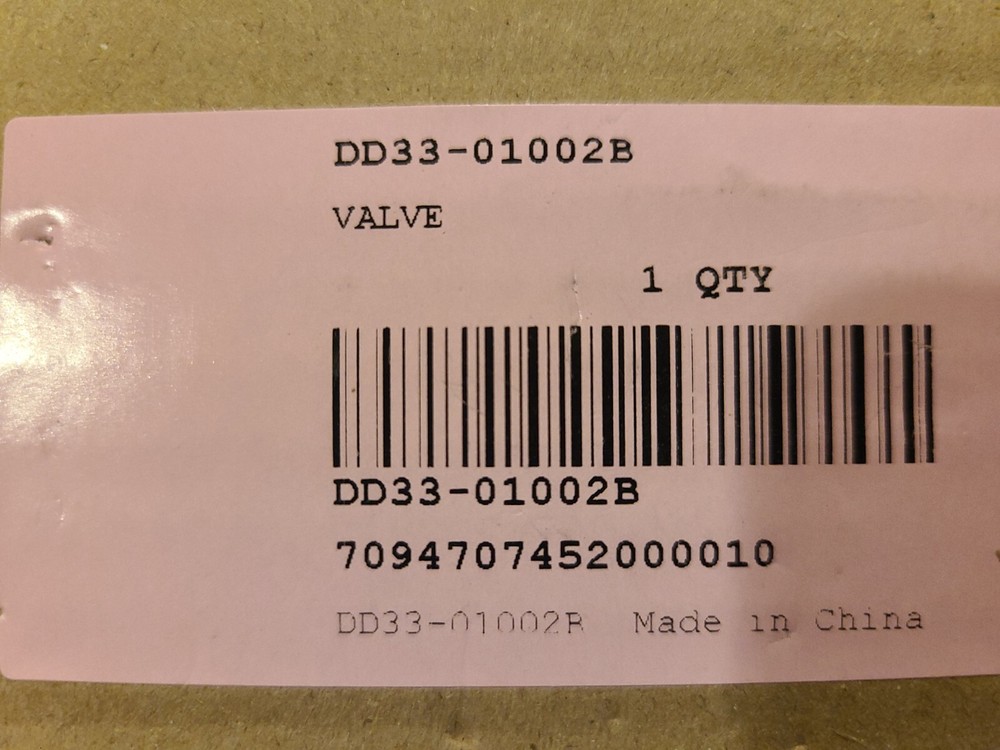 DD33-01002B
VALVE
1 QTY
DD33-01002B
7094707452000010
DD33-01002B Made in China